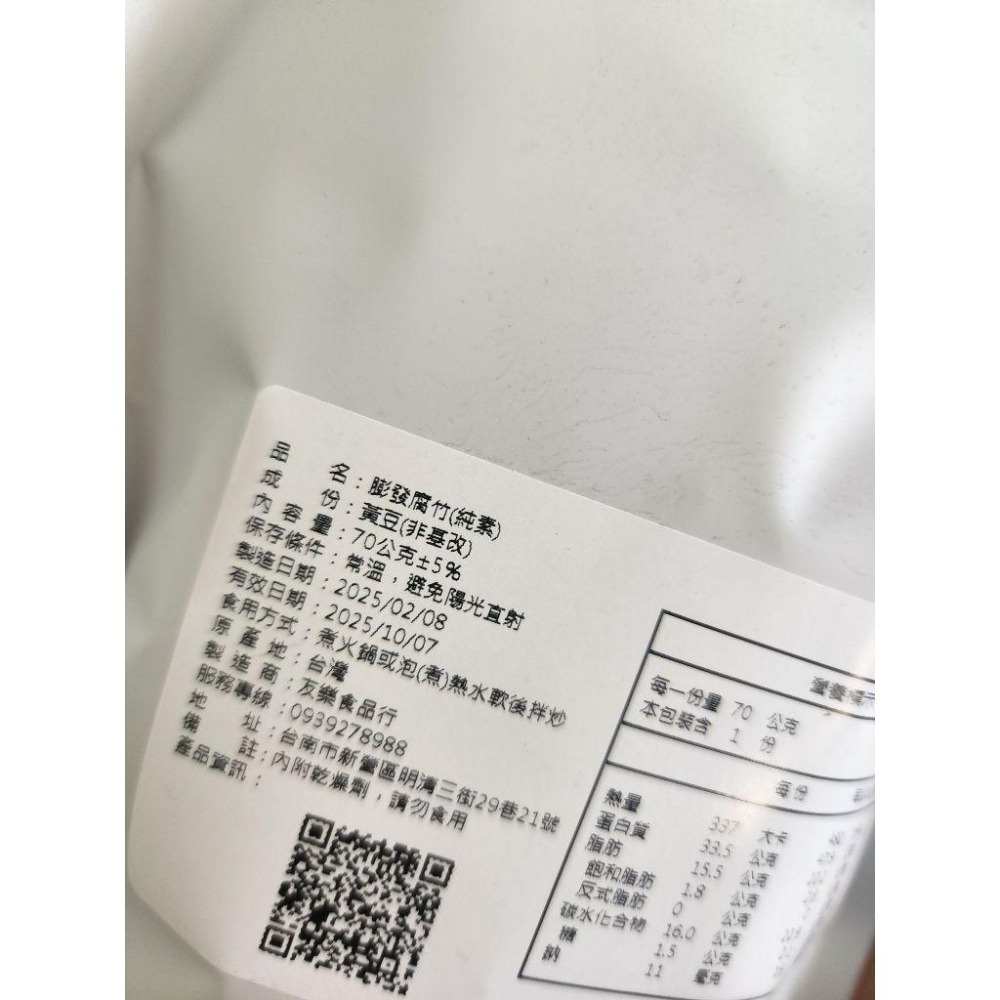 品名：膨發腐竹(純素)
成份：黃豆(非基改)
內容量：70公克±5%
保存條件：常溫，避免陽光直射
製造日期：2025/02/08
有效日期：2025/10/07
食用方式：煮火鍋或泡(煮)熱水軟後拌炒
原產地：台灣
製造商：友樂食品行
服務專線：0939278988
地址：台南市新營區明清三街29巷21號
備註：內附乾燥劑，請勿食用
產品資訊：
營養標示
每一份量 70 公克
本包裝含 1 份
每份
熱量 337 大卡
蛋白質 33.5 公克
脂肪 15.5 公克
飽和脂肪 1.8 公克
反式脂肪 0 公克
碳水化合物 16.0 公克
糖 1.5 公克
鈉 11 毫克